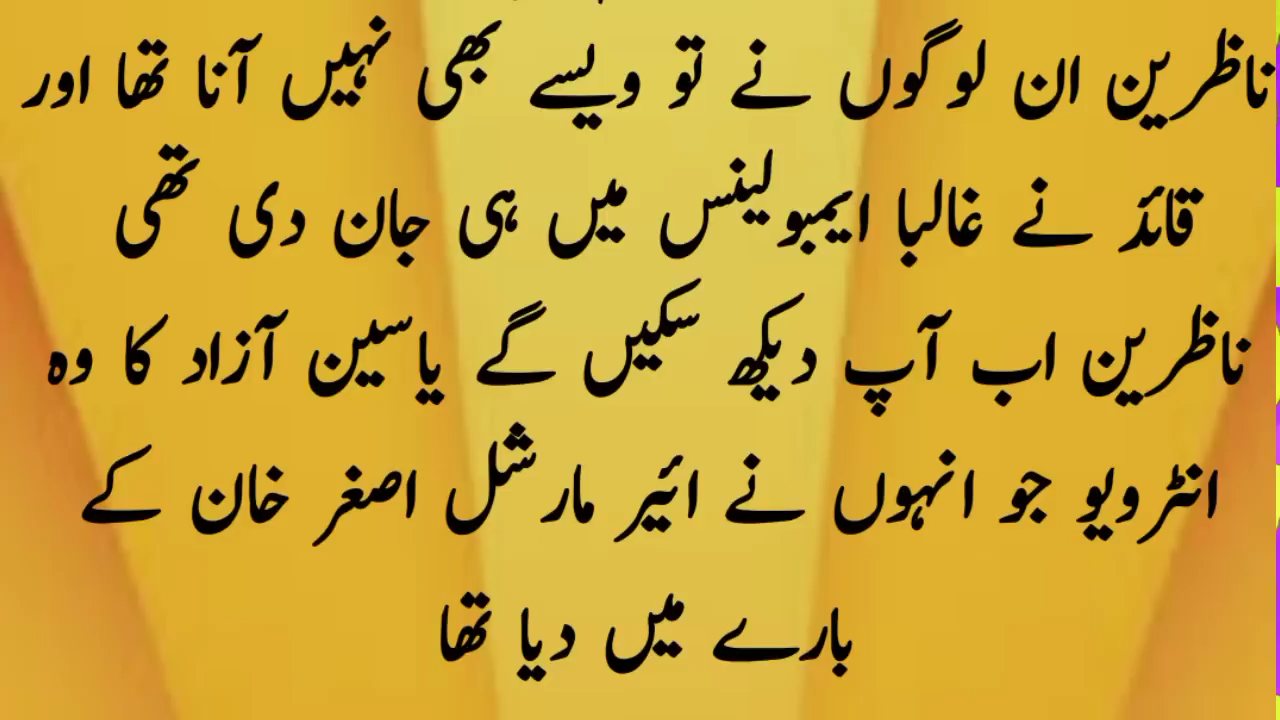 ناظرین ان لوگوں نے تو ویسے بھی نہیں آنا تھا اور
قائد نے غالبا ایمبولینس میں ہی جان دی تھی
ناظرین اب آپ دیکھ سکیں گے یاسین آزاد کا وہ
انٹرویو جو انہوں نے ائیر مارشل اصغر خان کے
بارے میں دیا تھا